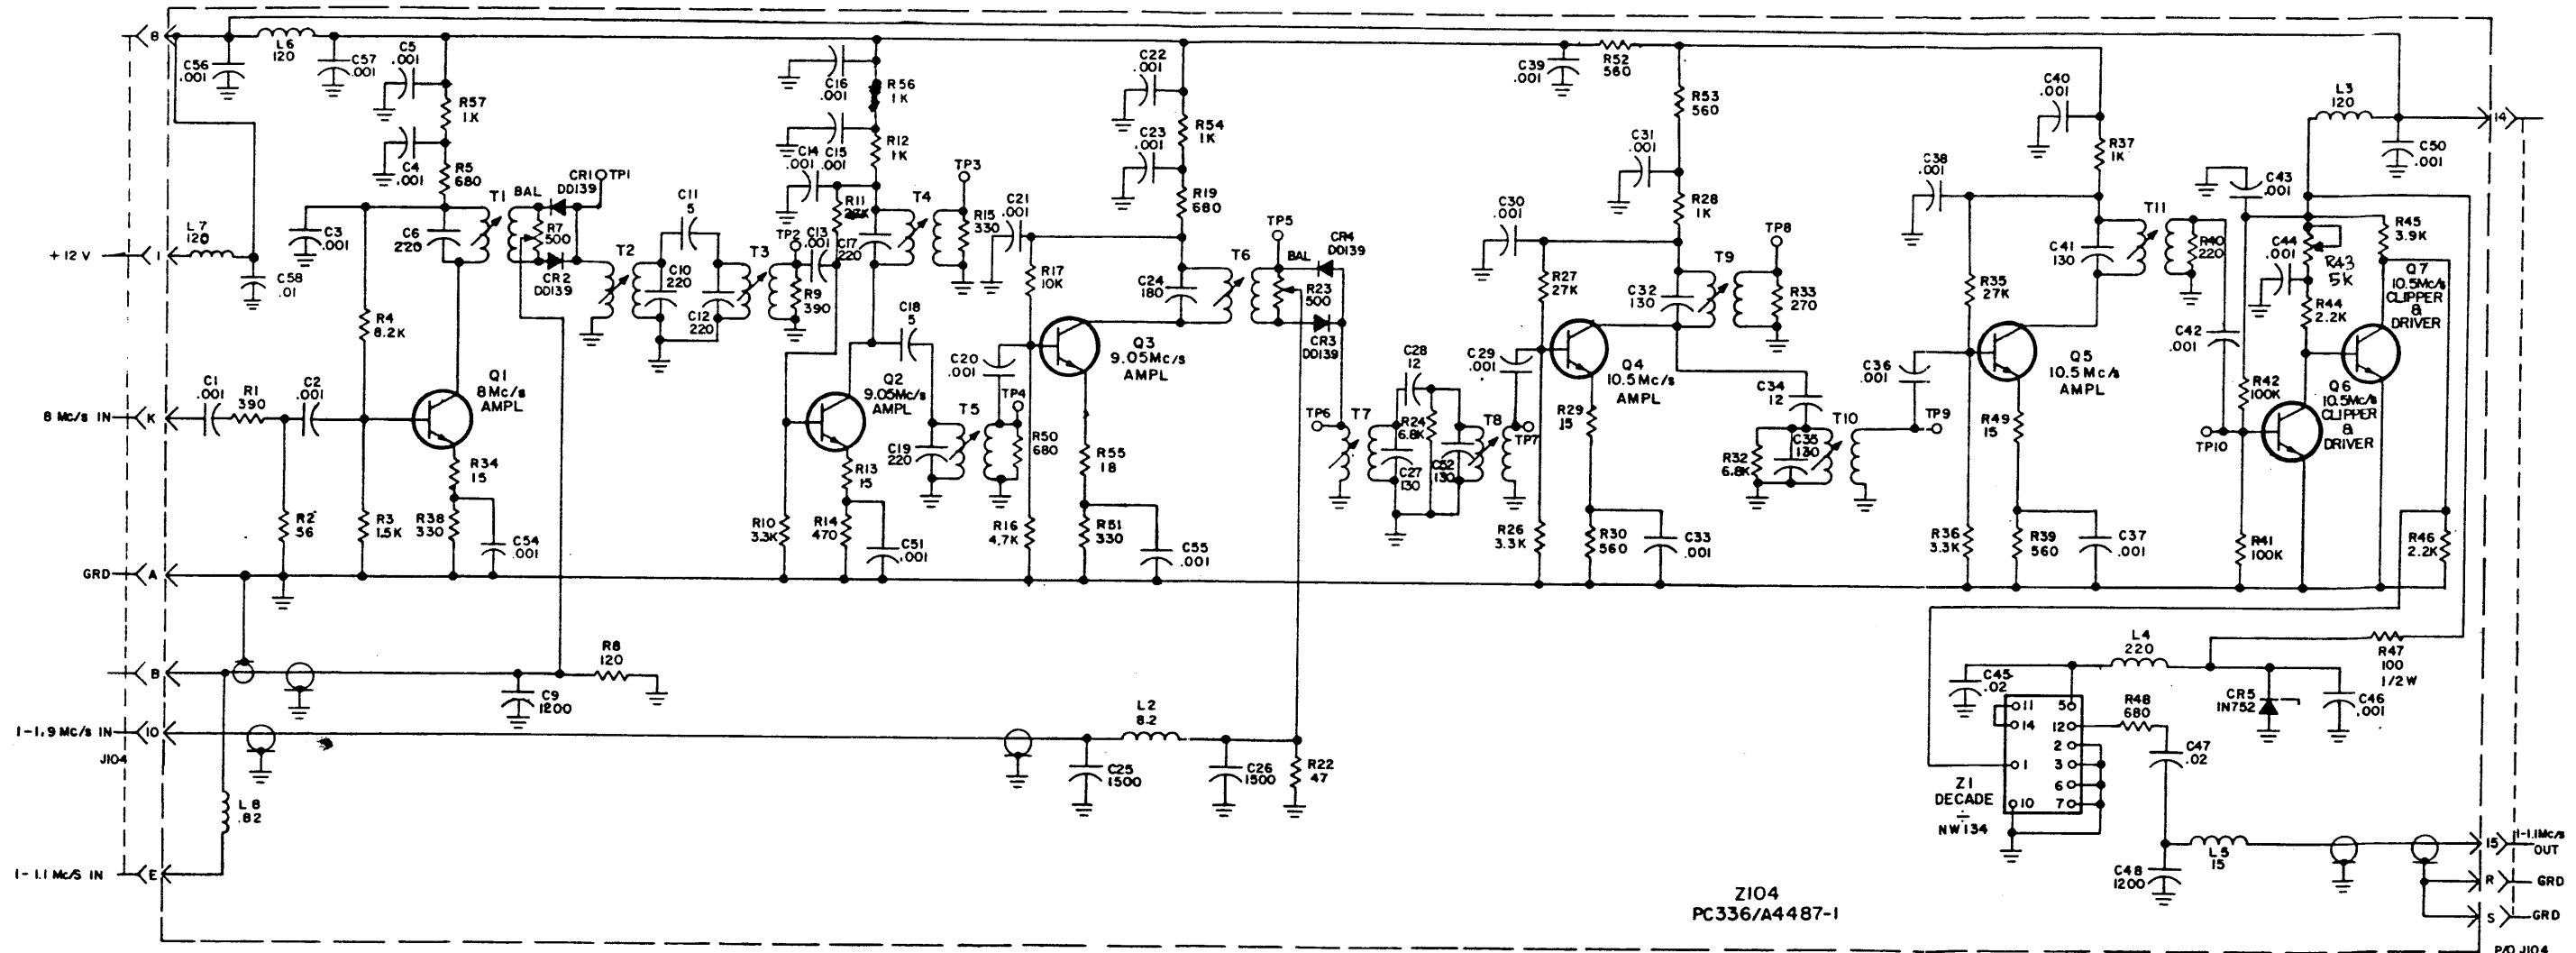 8
L6
120
C56
.001
C57
.001
C5
.001
R57
1K
C4
.001
R5
680
T1
BAL
CR1
DD139
TP1
R7
500
CR2
DD139
L7
120
+12 V
1
C58
.01
C3
.001
C6
220
R4
8.2K
T2
C10
220
C11
5
C12
220
T3
TP2
R9
390
C13
.001
C14
.001
C15
.001
C16
.001
R56
1K
R12
1K
R11
C17
220
T4
TP3
R15
330
C21
.001
C22
.001
R54
1K
C23
.001
R19
680
R17
10K
C24
180
T6
TP5
BAL
R23
500
CR4
DD139
CR3
DD139
C39
.001
R52
560
R53
560
C31
.001
R28
1K
C30
.001
R27
27K
C32
130
T9
TP8
R33
270
C40
.001
R37
1K
C38
.001
R35
27K
C41
130
T11
R40
220
C43
.001
L3
120
14
C50
.001
C44
.001
R43
5K
R45
3.9K
R44
2.2K
Q7
10.5Mc/s
CLIPPER
&
DRIVER
C42
.001
R42
100K
Q6
10.5Mc/s
CLIPPER
&
DRIVER
TP10
R41
100K
R46
2.2K
8 Mc/s IN
K
C1
.001
R1
390
C2
.001
Q1
8Mc/s
AMPL
R34
15
R2
56
R3
1.5K
R38
330
C54
.001
Q2
9.05Mc/s
AMPL
C18
5
R13
15
R10
3.3K
R14
470
C51
.001
C19
220
T5
C20
.001
TP4
R50
680
Q3
9.05Mc/s
AMPL
R55
18
R16
4.7K
R51
330
C55
.001
TP6
T7
C27
130
C28
12
R24
6.8K
C52
130
T8
TP7
C29
.001
Q4
10.5Mc/s
AMPL
R29
15
R26
3.3K
R30
560
C33
.001
C34
12
R32
6.8K
C35
130
T10
TP9
C36
.001
Q5
10.5Mc/s
AMPL
R49
15
R36
3.3K
R39
560
C37
.001
GRD
A
B
R8
120
C9
1200
1-1.9 Mc/s IN
10
J104
L8
.82
1-1.1 Mc/S IN
E
L2
8.2
C25
1500
C26
1500
R22
47
C45
.02
L4
220
R47
100
1/2W
CR5
IN752
C46
.001
11
14
1
10
5
12
2
3
6
7
Z1
DECADE
÷
NW134
R48
680
C47
.02
C48
1200
L5
15
15
1-1.1Mc/s
OUT
R
GRD
S
GRD
Z104
PC336/A4487-1
P/O J104